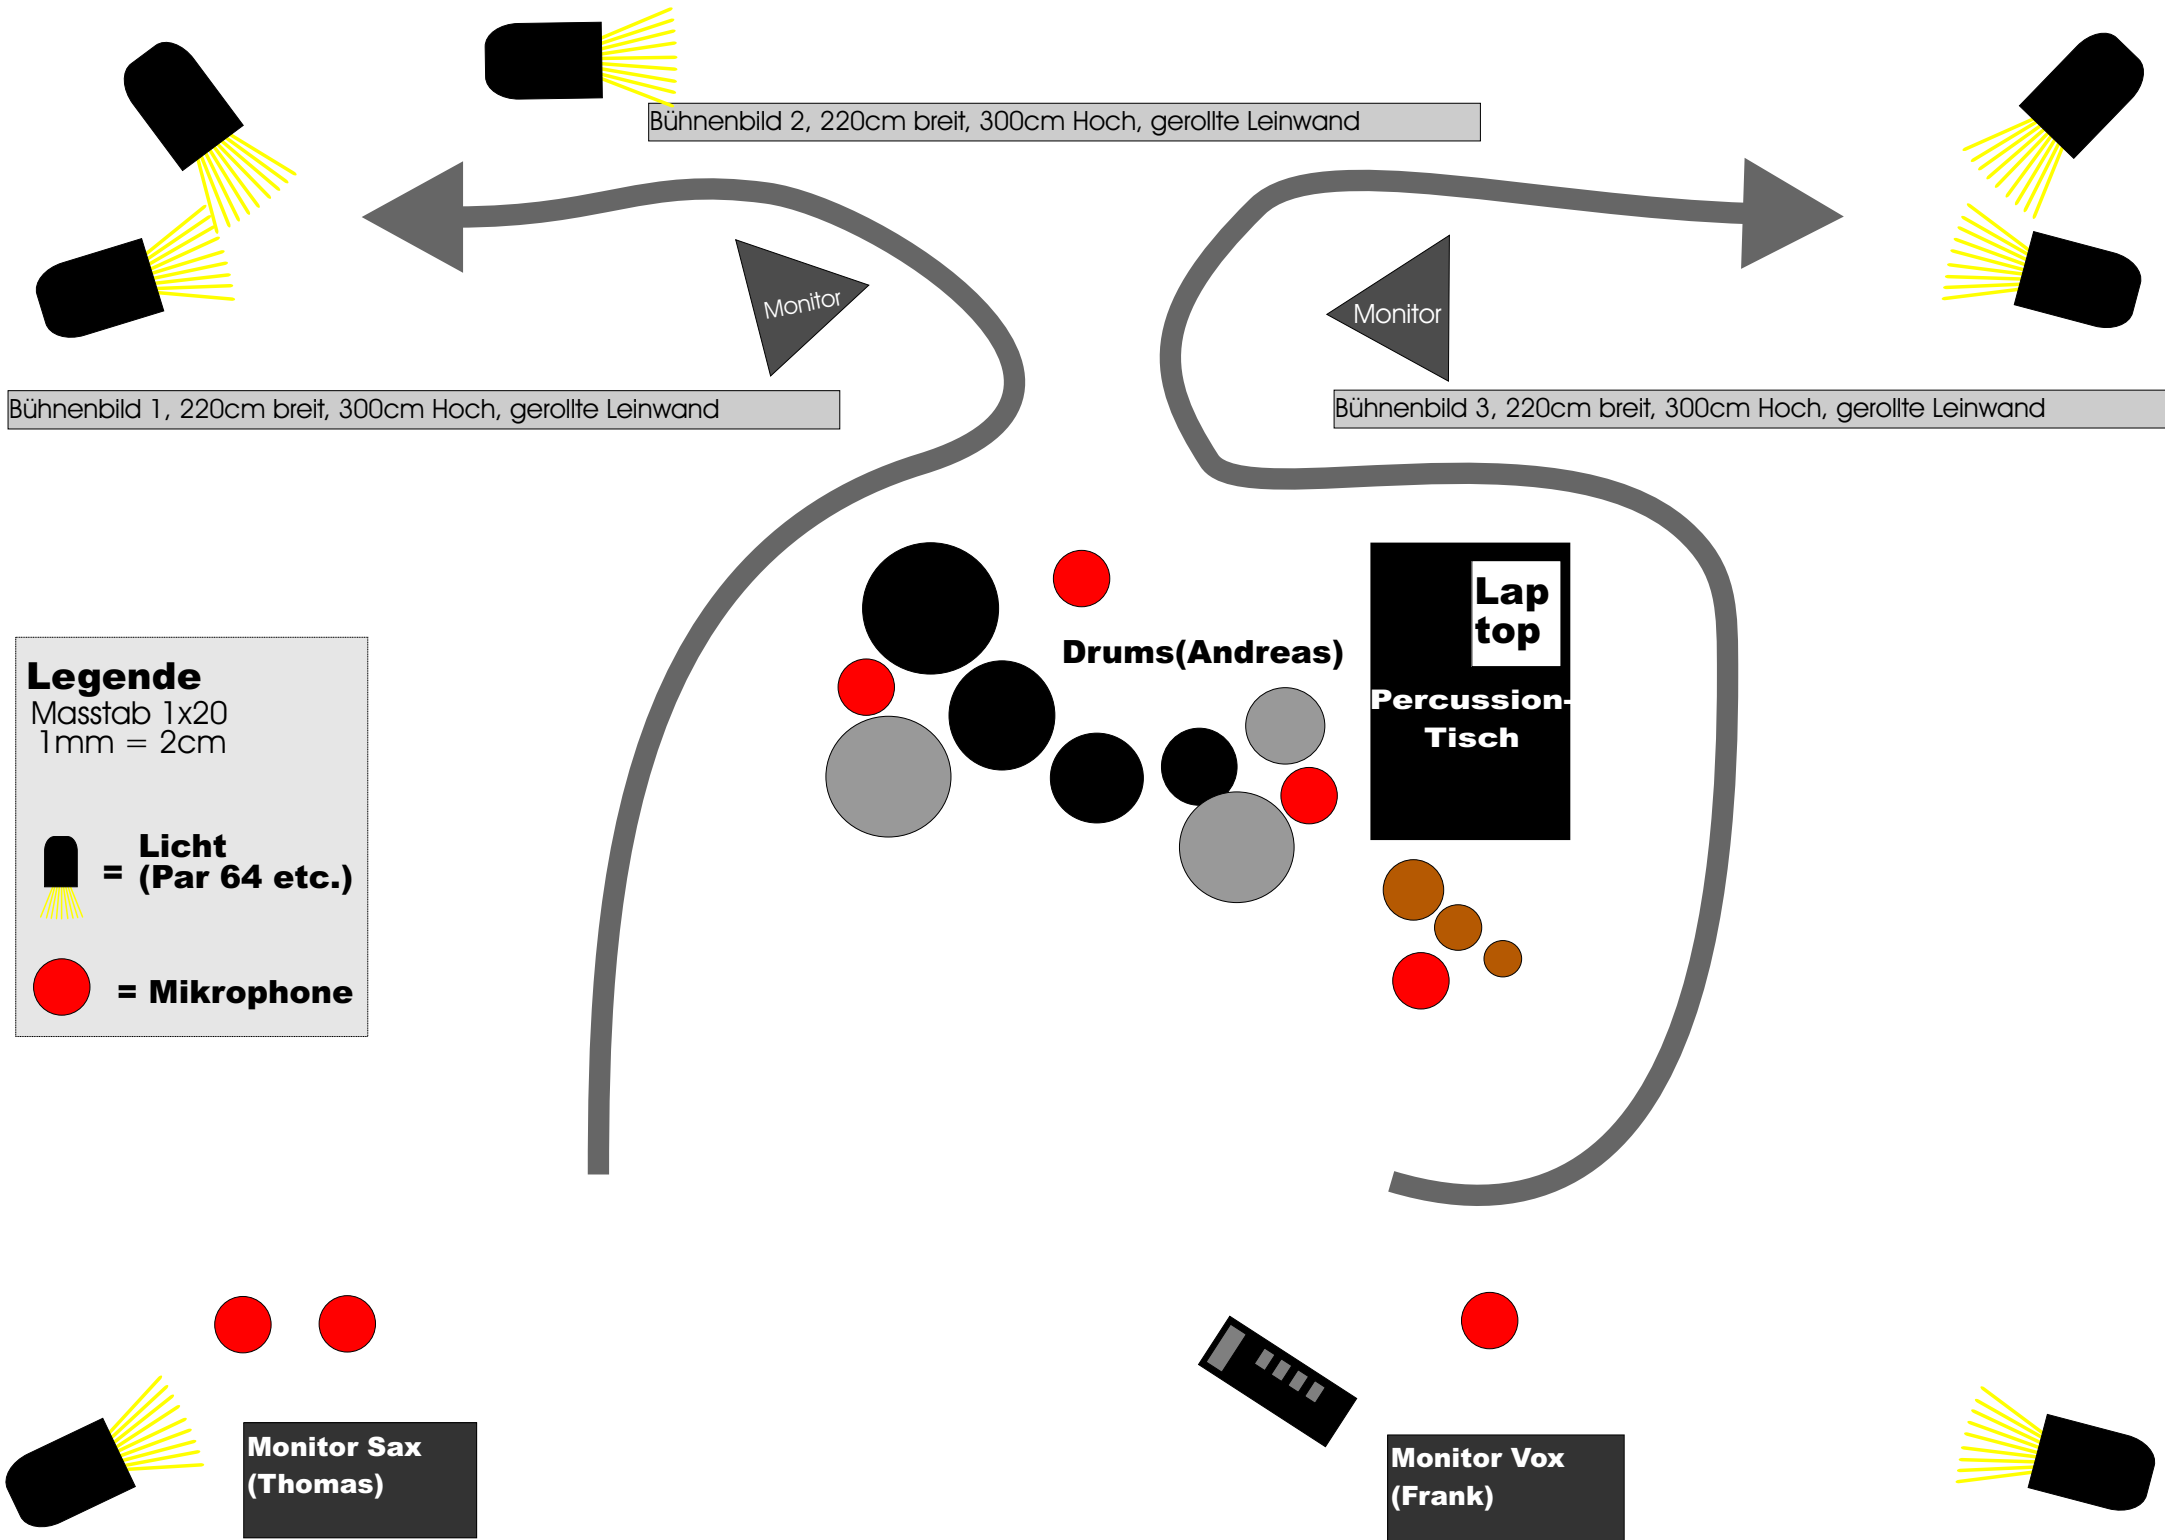 Bühnenbild 2, 220cm breit, 300cm Hoch, gerollte Leinwand
Monitor
Monitor
Bühnenbild 1, 220cm breit, 300cm Hoch, gerollte Leinwand
Bühnenbild 3, 220cm breit, 300cm Hoch, gerollte Leinwand
Lap
top
Drums(Andreas)
Percussion-
Tisch
Legende
Masstab 1x20
1mm = 2cm
= Licht
(Par 64 etc.)
= Mikrophone
Monitor Sax
(Thomas)
Monitor Vox
(Frank)